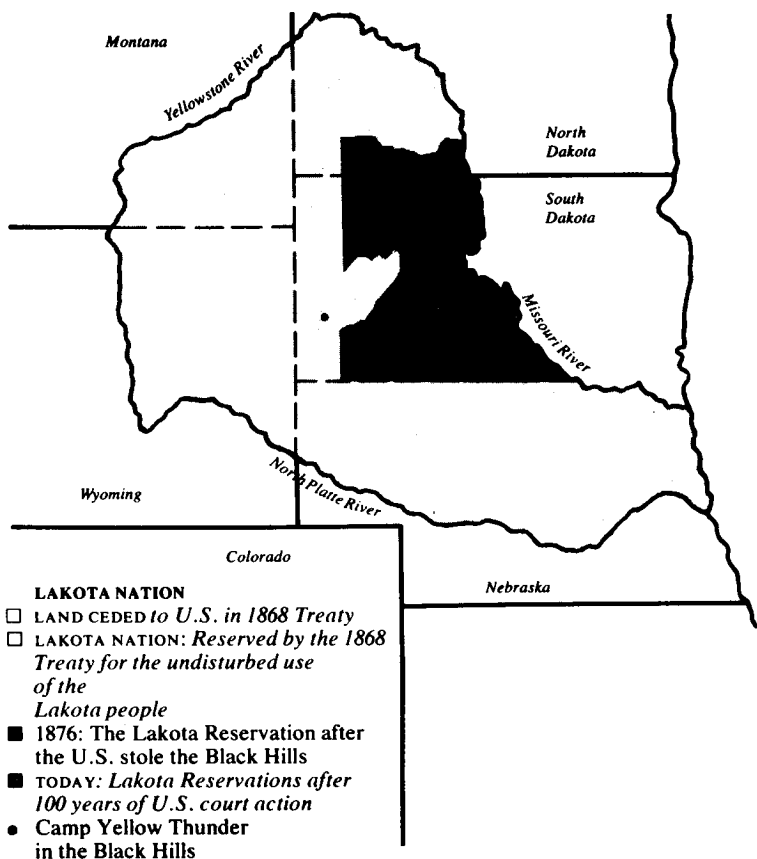 Montana
Yellowstone River
North
Dakota
South
Dakota
Missouri River
North Platte River
Wyoming
Colorado
Nebraska
LAKOTA NATION
□ LAND CEDED to U.S. in 1868 Treaty
□ LAKOTA NATION: Reserved by the 1868
Treaty for the undisturbed use
of the
Lakota people
■ 1876: The Lakota Reservation after
the U.S. stole the Black Hills
■ TODAY: Lakota Reservations after
100 years of U.S. court action
● Camp Yellow Thunder
in the Black Hills